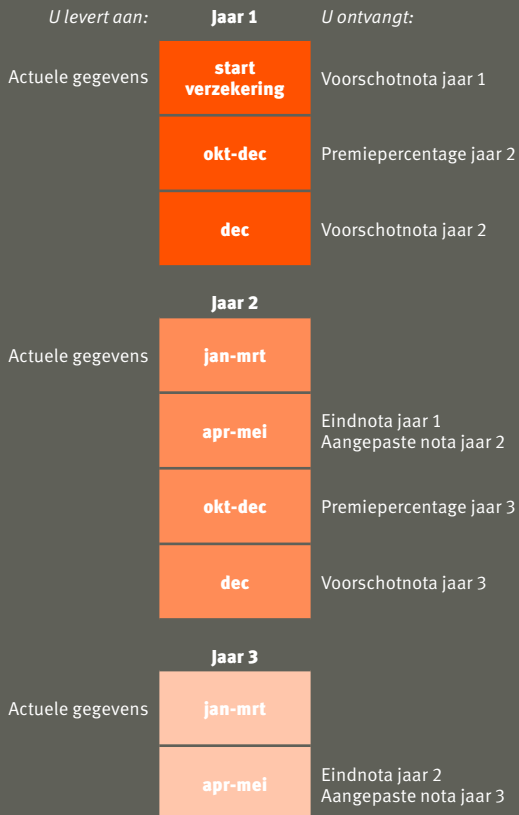 U levert aan: Jaar 1 U ontvangt:
Actuele gegevens start verzekering Voorschotnota jaar 1
okt-dec Premiepercentage jaar 2
dec Voorschotnota jaar 2
Jaar 2
Actuele gegevens jan-mrt
apr-mei Eindnota jaar 1
Aangepaste nota jaar 2
okt-dec Premiepercentage jaar 3
dec Voorschotnota jaar 3
Jaar 3
Actuele gegevens jan-mrt
apr-mei Eindnota jaar 2
Aangepaste nota jaar 3